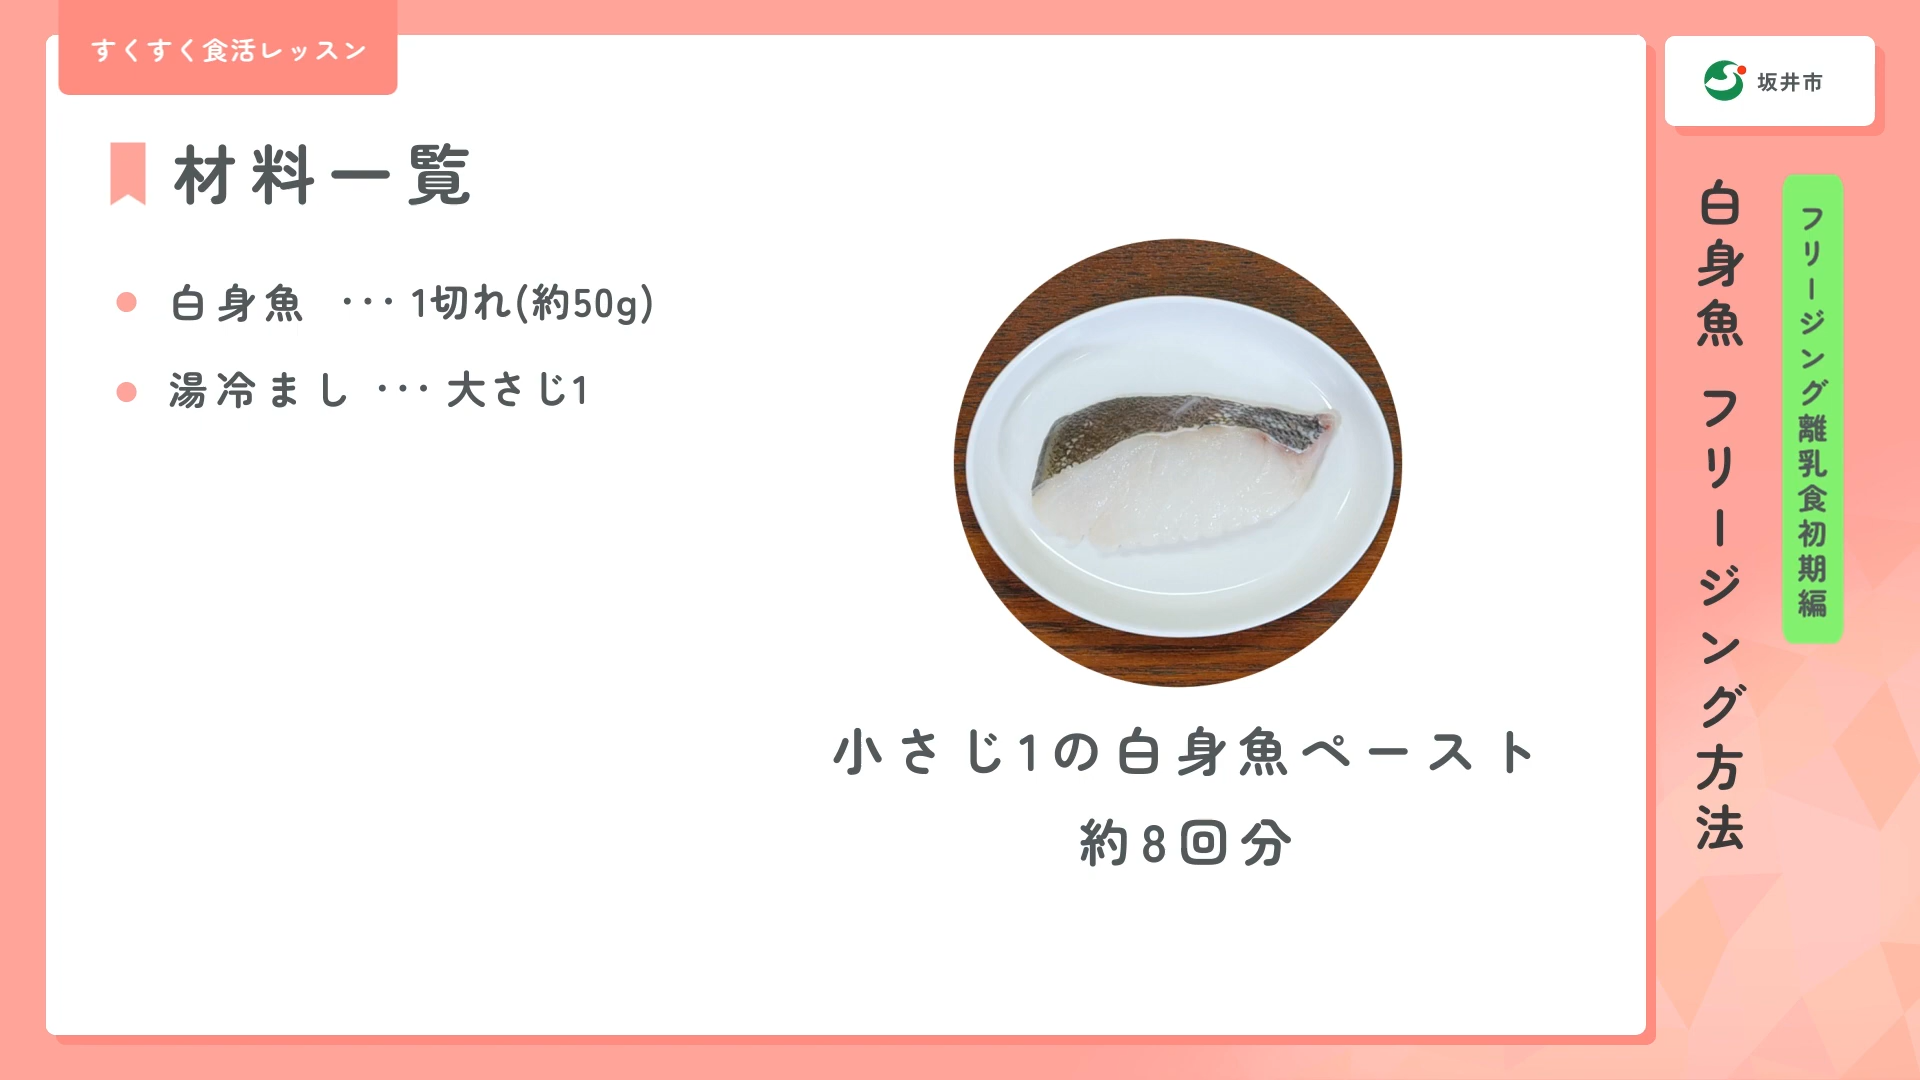 すくすく食活レッスン
材料一覧
白身魚 ・・・ 1切れ(約50g)
湯冷まし ・・・ 大さじ1
小さじ1の白身魚ペースト
約8回分
坂井市
フリージング離乳食初期編
白身魚 フリージング方法